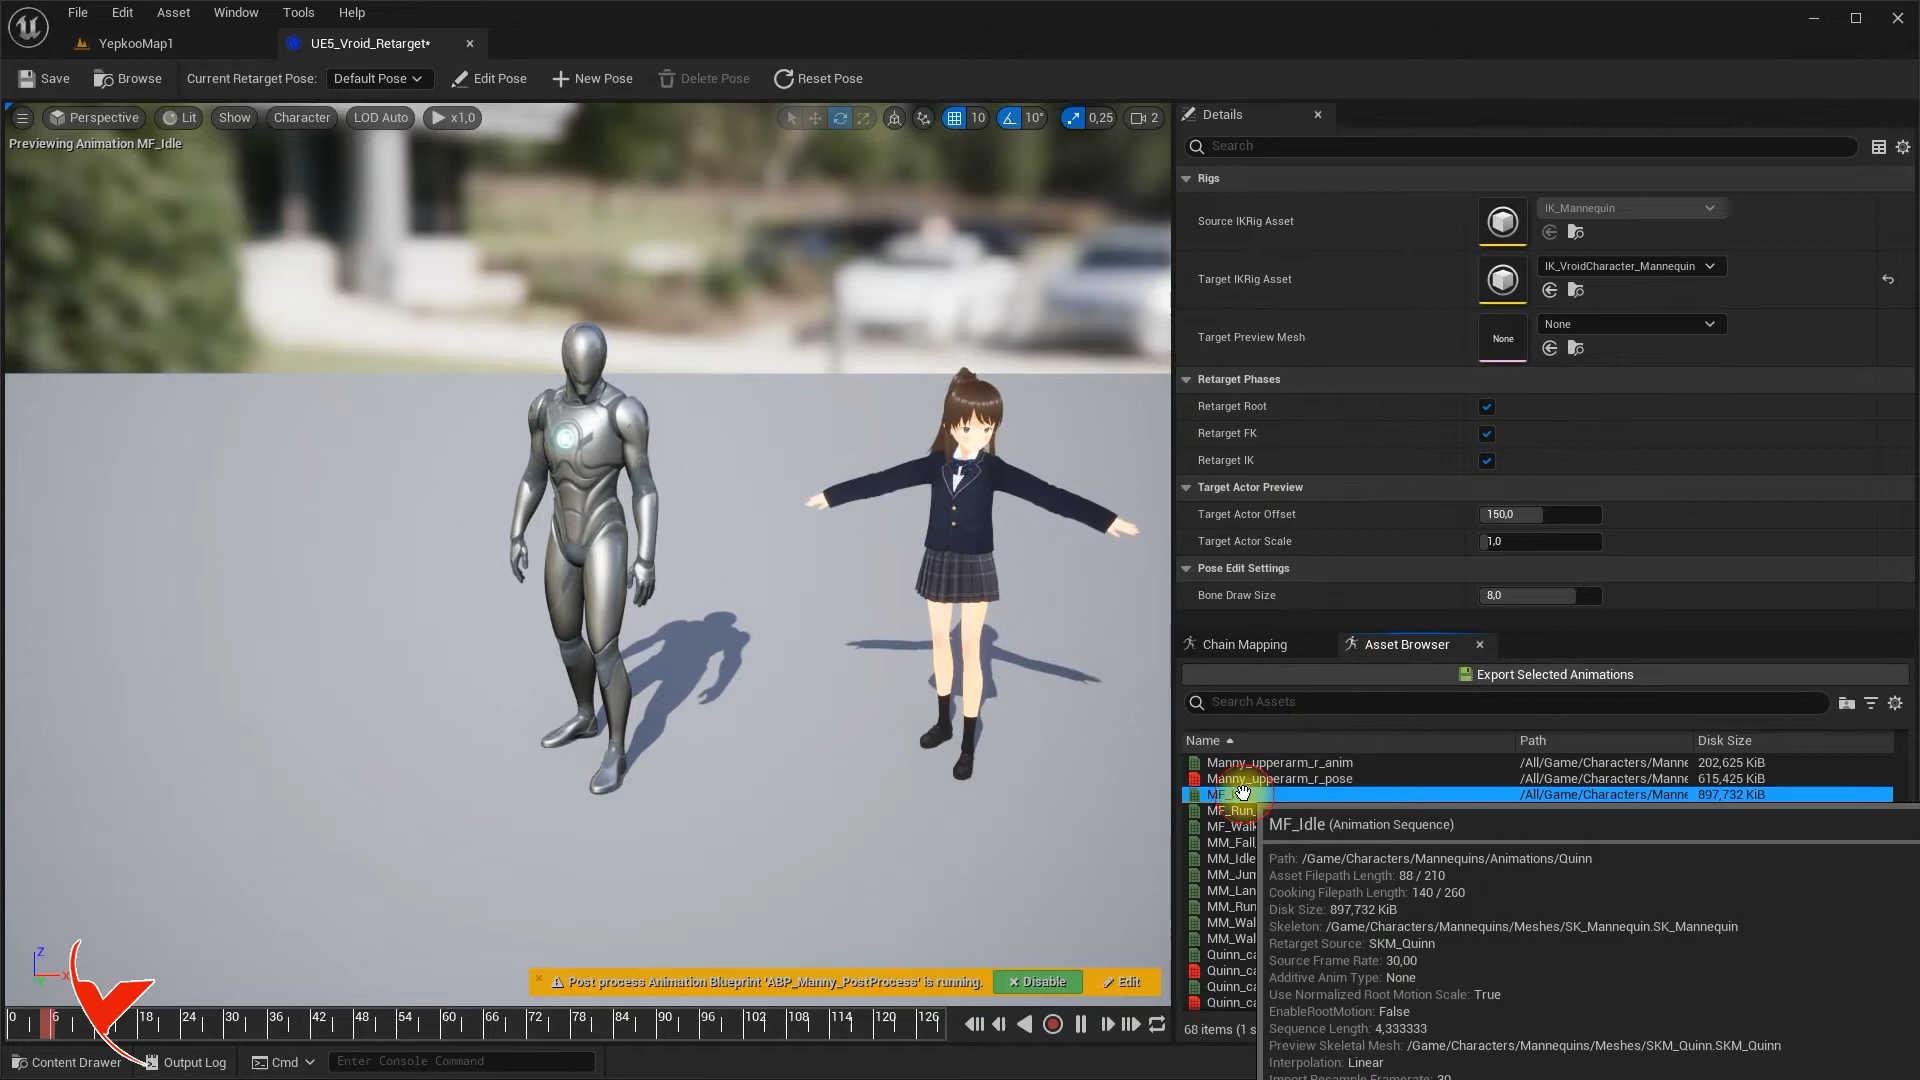 File Edit Asset Window Tools Help
YepkooMap1
UE5_Vroid_Retarget*
Save Browse Current Retarget Pose: Default Pose Edit Pose New Pose Delete Pose Reset Pose
Perspective Lit Show Character LOD Auto x1,0 10 10° 0,25 2
Previewing Animation MF_Idle
Details
Search
Rigs
Source IKRig Asset IK_Mannequin
Target IKRig Asset IK_VroidCharacter_Mannequin
Target Preview Mesh None None
Retarget Phases
Retarget Root
Retarget FK
Retarget IK
Target Actor Preview
Target Actor Offset 150,0
Target Actor Scale 1,0
Pose Edit Settings
Bone Draw Size 8,0
Chain Mapping Asset Browser
Export Selected Animations
Search Assets
Name Path Disk Size
Manny_upperarm_r_anim /All/Game/Characters/Manne 202,625 KiB
Manny_upperarm_r_pose /All/Game/Characters/Manne 615,425 KiB
MF_ /All/Game/Characters/Manne 897,732 KiB
MF_Run_
MF_Walk
MM_Fall
MM_Idle
MM_Jum
MM_Lan
MM_Run
MM_Wal
MM_Wal
Quinn_ca
Quinn_ca
Quinn_ca
Quinn_ca
68 items (1 s
MF_Idle (Animation Sequence)
Path: /Game/Characters/Mannequins/Animations/Quinn
Asset Filepath Length: 88 / 210
Cooking Filepath Length: 140 / 260
Disk Size: 897,732 KiB
Skeleton: /Game/Characters/Mannequins/Meshes/SK_Mannequin.SK_Mannequin
Retarget Source: SKM_Quinn
Source Frame Rate: 30,00
Additive Anim Type: None
Use Normalized Root Motion Scale: True
EnableRootMotion: False
Sequence Length: 4,333333
Preview Skeletal Mesh: /Game/Characters/Mannequins/Meshes/SKM_Quinn.SKM_Quinn
Interpolation: Linear
Import Resample Framerate: 30
Z
X
Post process Animation Blueprint 'ABP_Manny_PostProcess' is running. Disable Edit
0 6 18 24 30 36 42 48 54 60 66 72 78 84 90 96 102 108 114 120 126
Content Drawer Output Log Cmd Enter Console Command